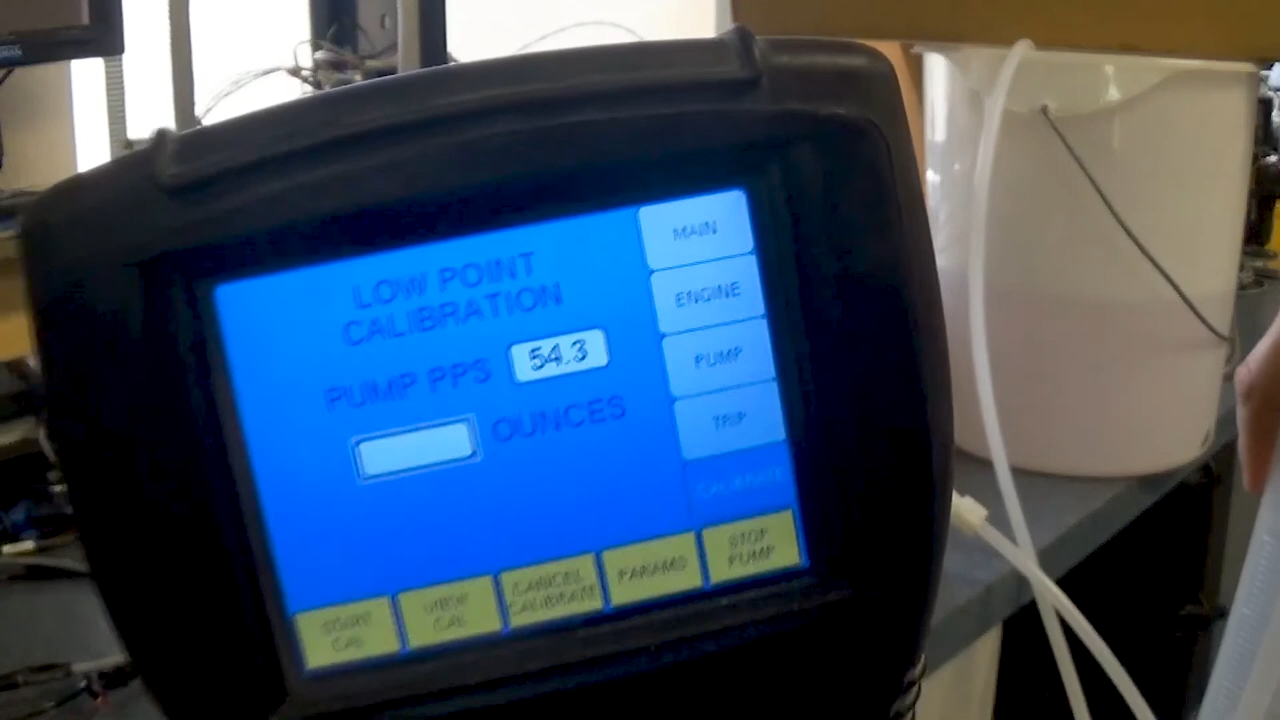 LOW POINT
CALIBRATION
PUMP PPS 54.3
OUNCES
MAIN
ENGINE
PUMP
TRIP
CALIBRATE
START
CAL
VIEW
CAL
CANCEL
CALIBRATE
PARAMS
STOP
PUMP